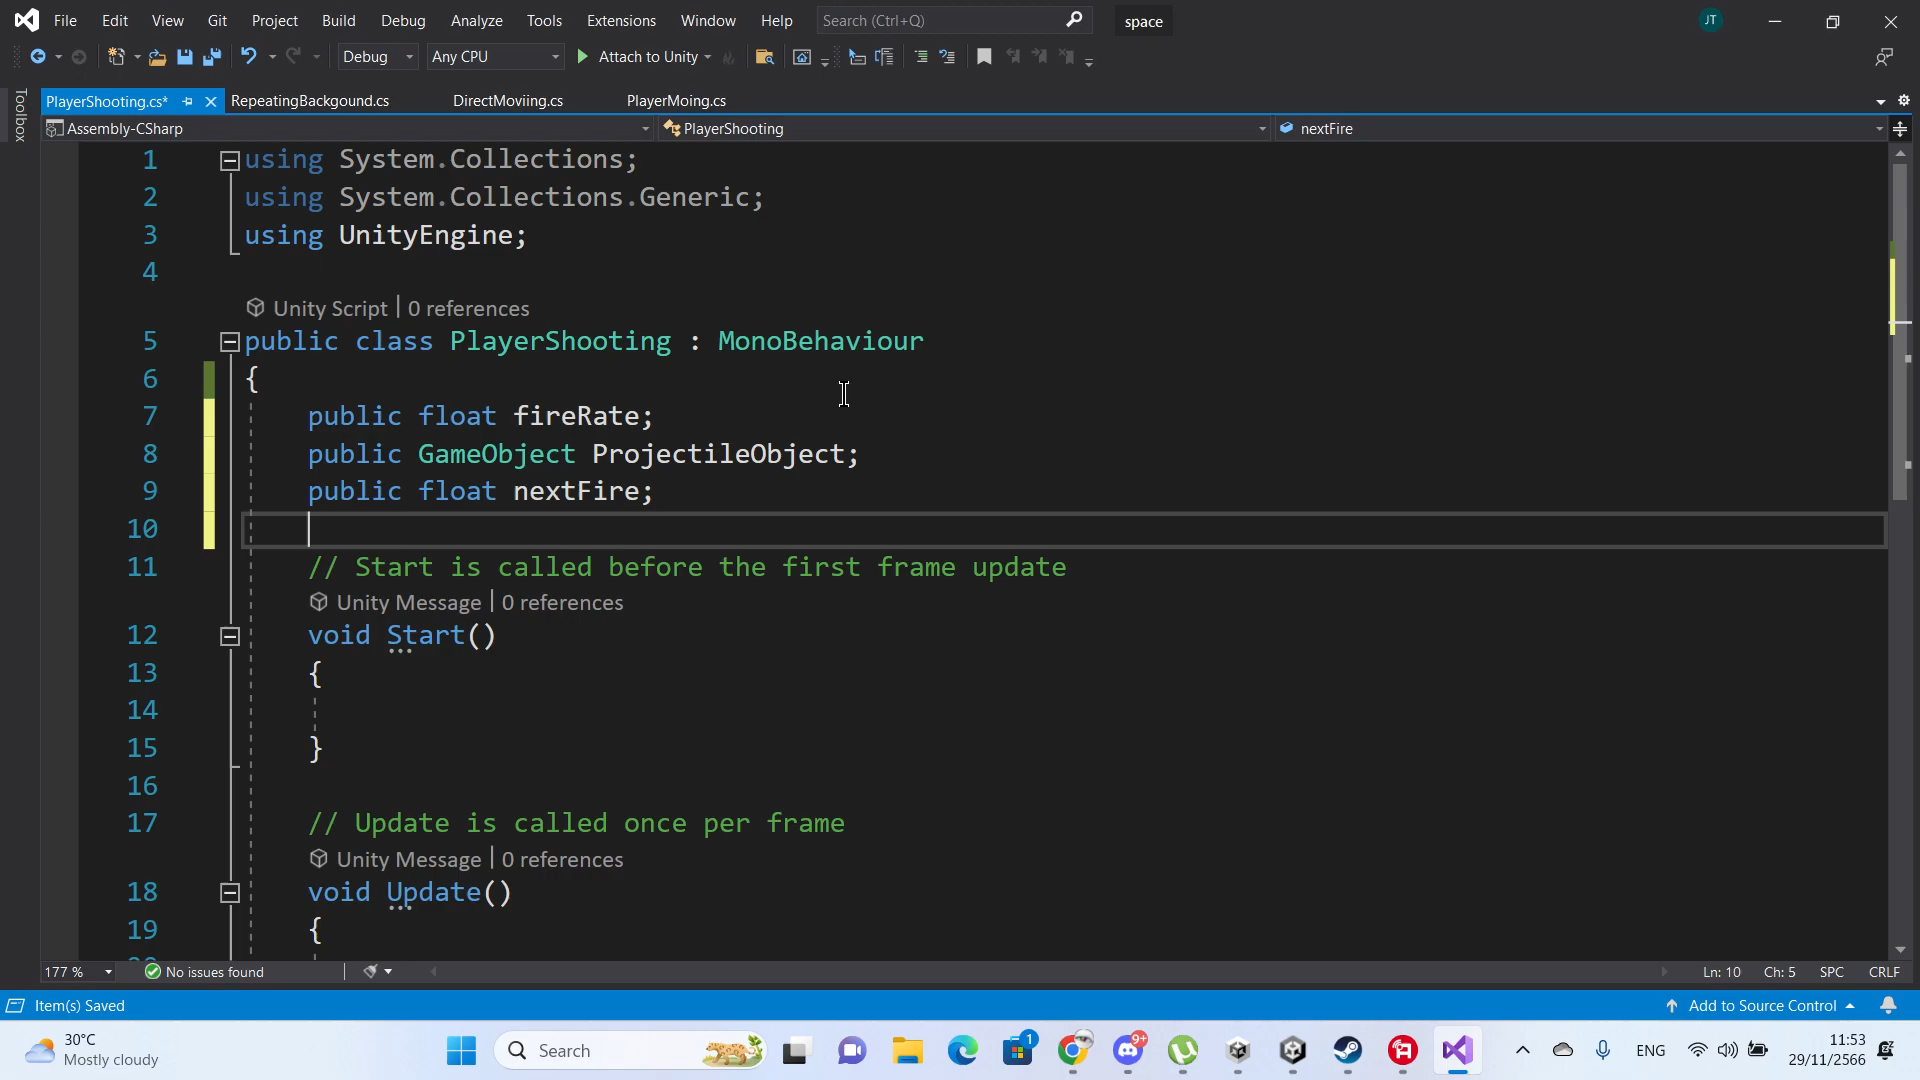 File Edit View Git Project Build Debug Analyze Tools Extensions Window Help Search (Ctrl+Q) space JT
Debug Any CPU Attach to Unity
Toolbox
PlayerShooting.cs* RepeatingBackgound.cs DirectMoviing.cs PlayerMoing.cs
Assembly-CSharp PlayerShooting nextFire
1 using System.Collections;
2 using System.Collections.Generic;
3 using UnityEngine;
4
Unity Script | 0 references
5 public class PlayerShooting : MonoBehaviour
6 {
7 public float fireRate;
8 public GameObject ProjectileObject;
9 public float nextFire;
10
11 // Start is called before the first frame update
Unity Message | 0 references
12 void Start()
13 {
14
15 }
16
17 // Update is called once per frame
Unity Message | 0 references
18 void Update()
19 {
177 % No issues found Ln: 10 Ch: 5 SPC CRLF
Item(s) Saved Add to Source Control
30°C
Mostly cloudy
Search
1
9+
ENG
11:53
29/11/2566